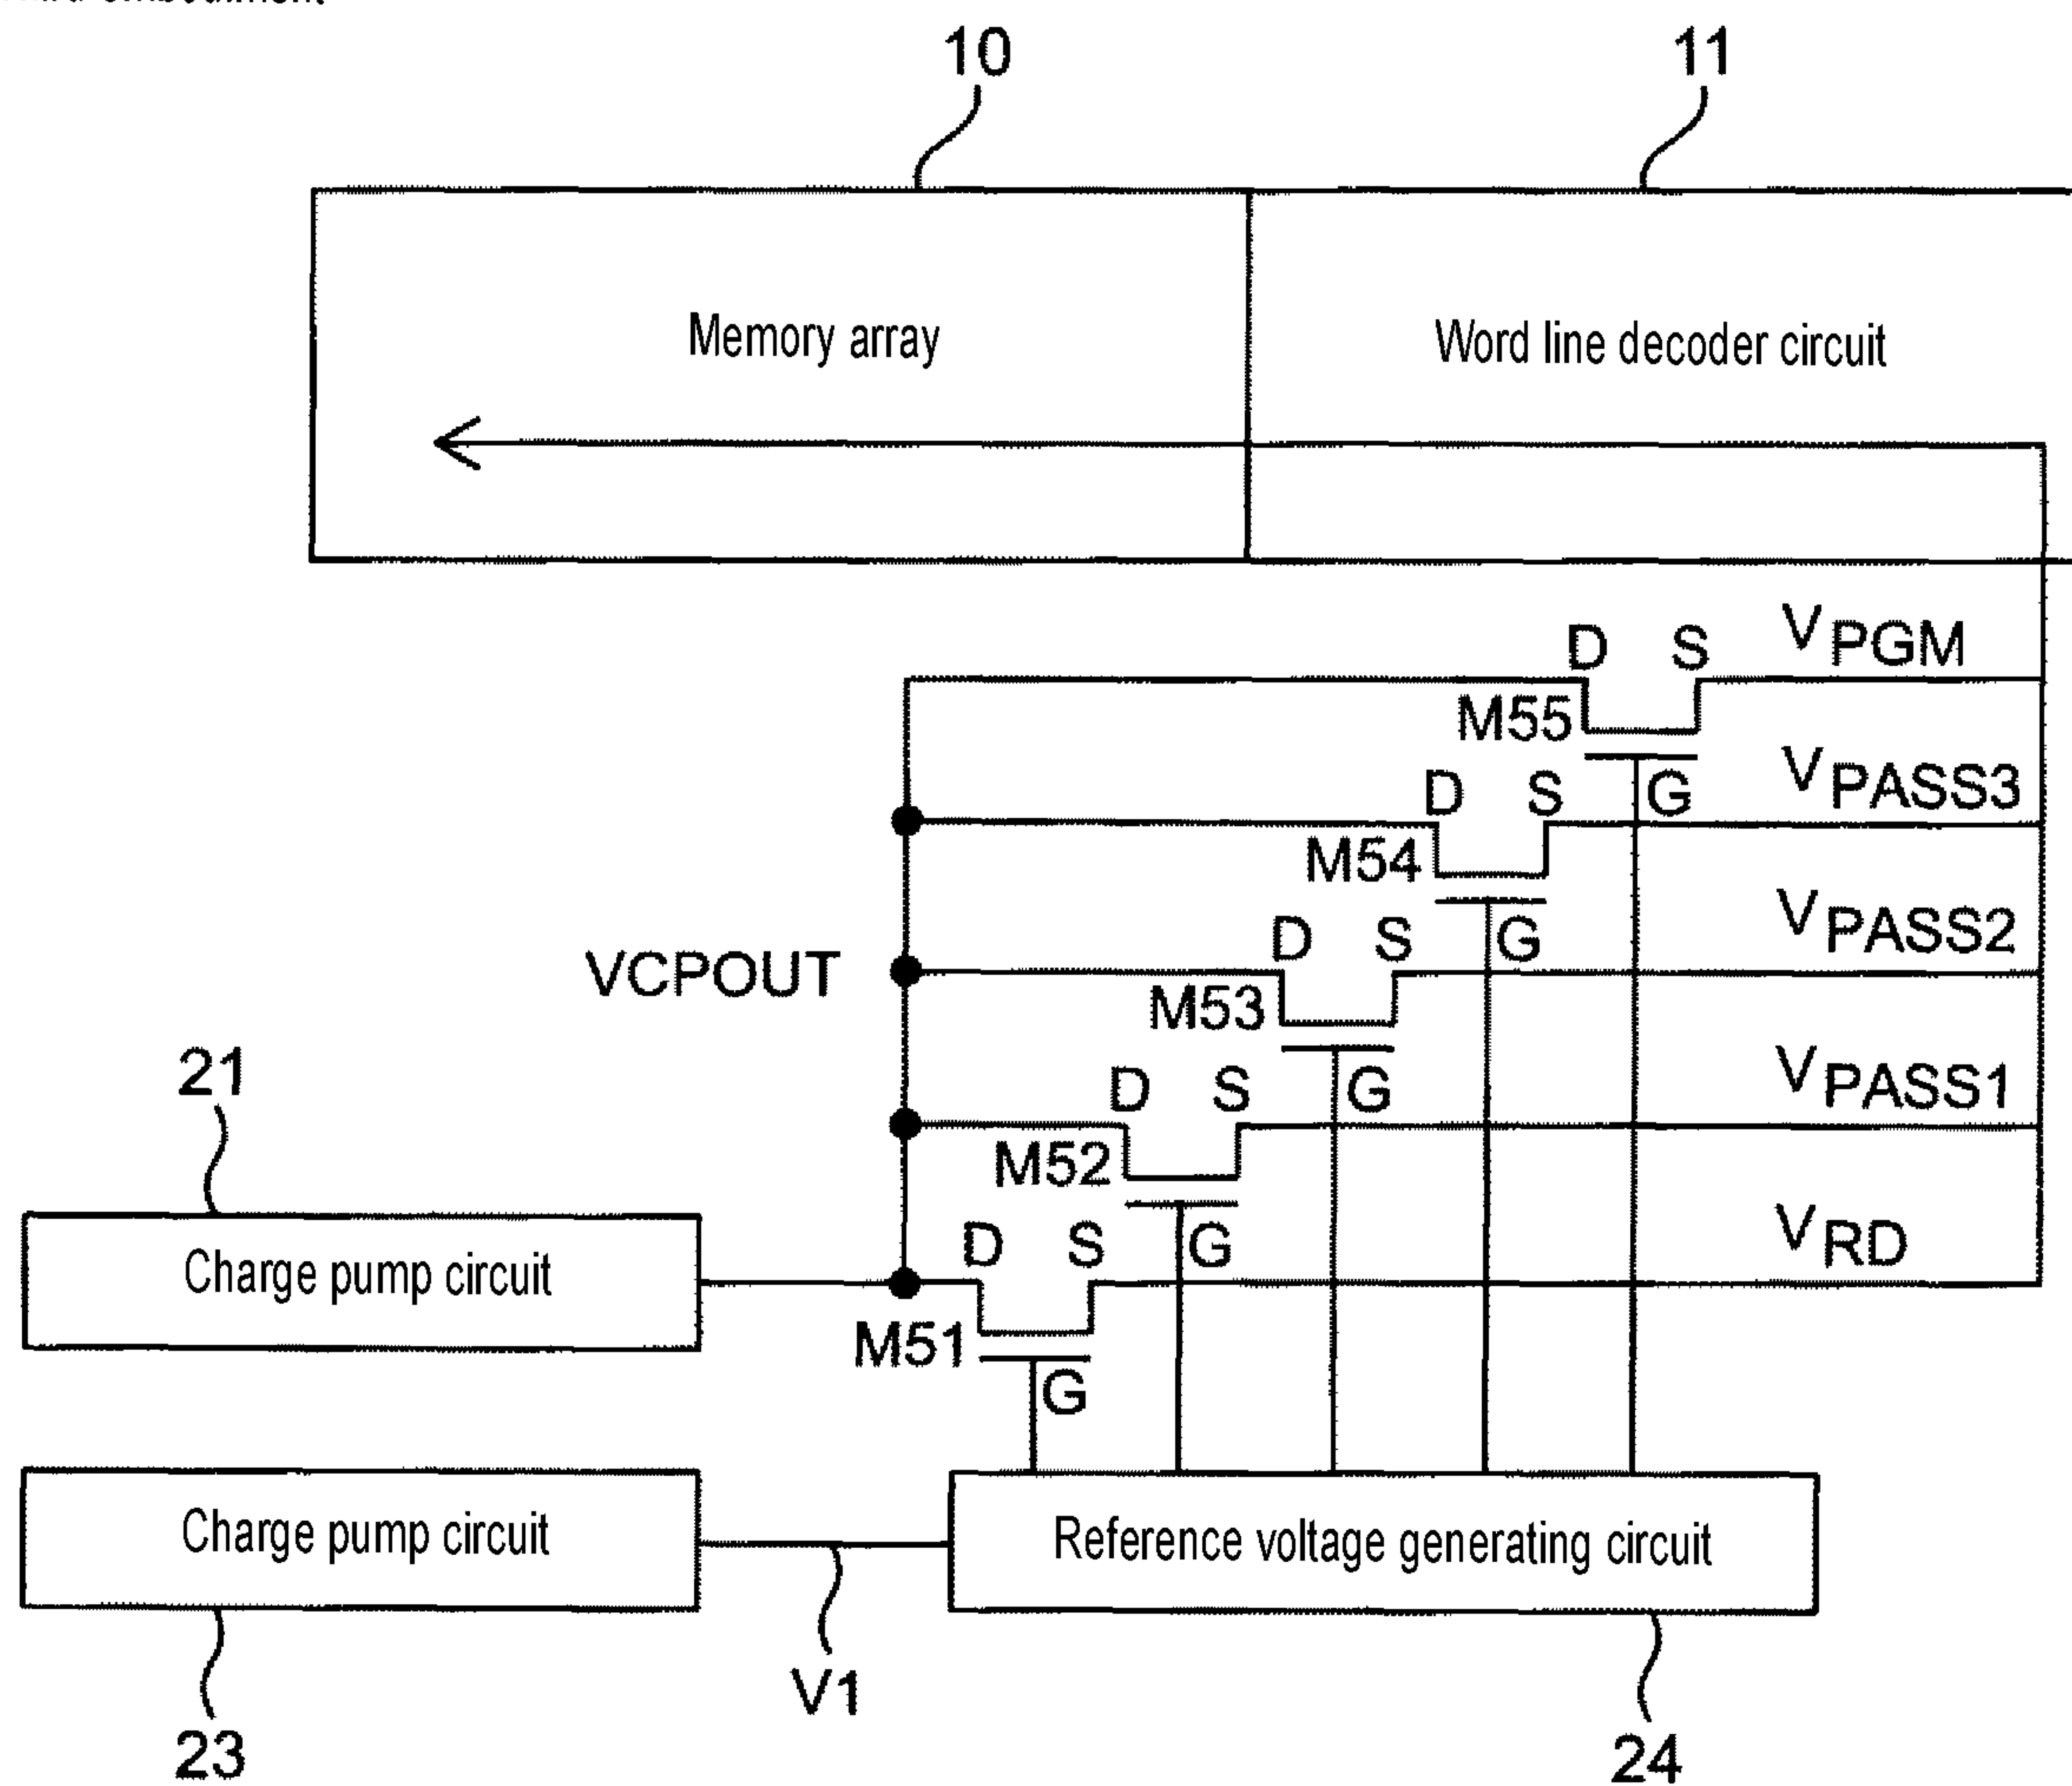 10
11
Memory array
Word line decoder circuit
D S VPGM
M55
D S G VPASS3
M54
D S G VPASS2
VCPOUT
M53
21
D S G VPASS1
M52
D S G VRD
Charge pump circuit
M51
G
Charge pump circuit
Reference voltage generating circuit
V1
23
24